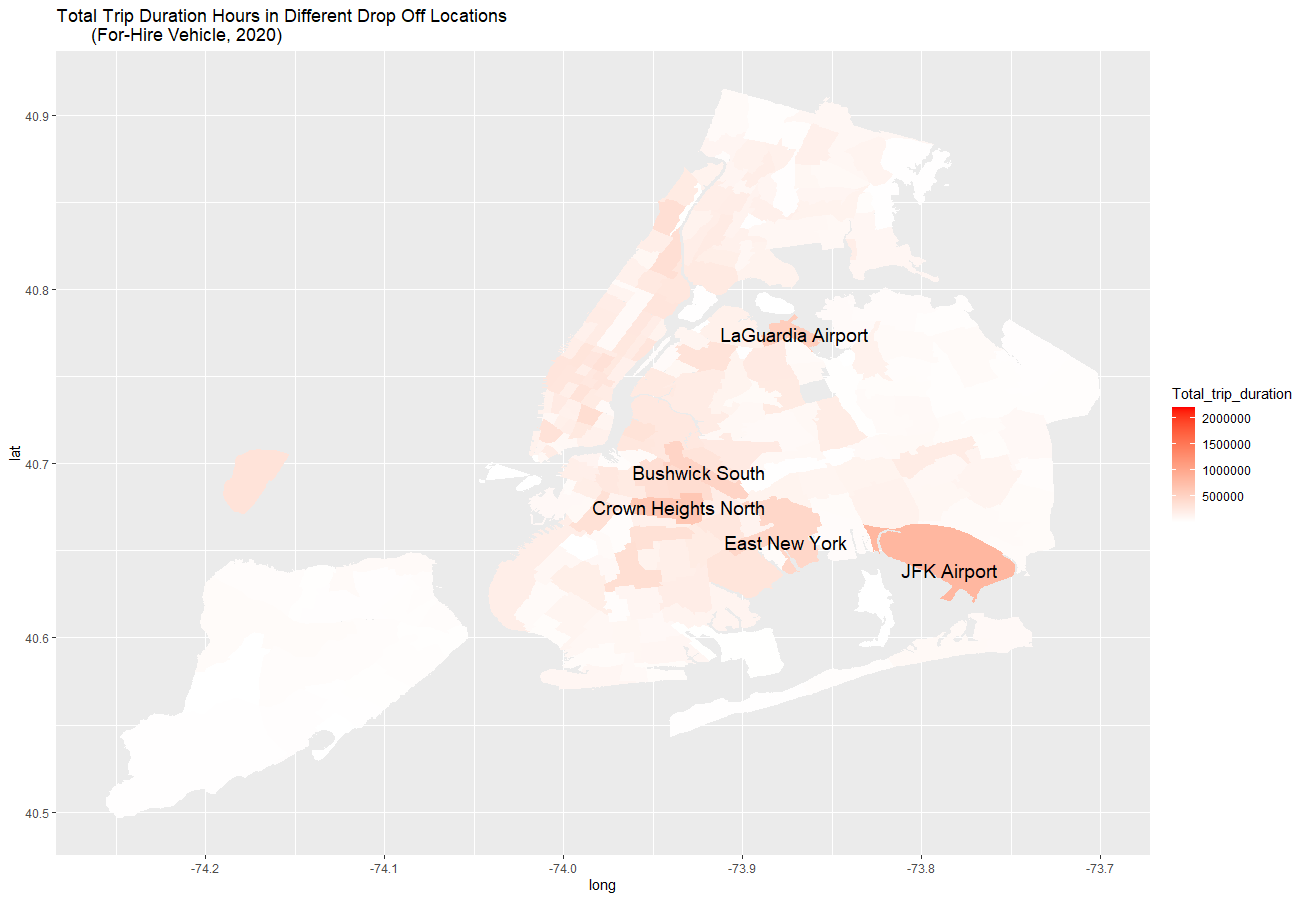 Total Trip Duration Hours in Different Drop Off Locations
(For-Hire Vehicle, 2020)
40.9
40.8
40.7
40.6
40.5
lat
LaGuardia Airport
Bushwick South
Crown Heights North
East New York
JFK Airport
-74.2
-74.1
-74.0
-73.9
-73.8
-73.7
long
Total_trip_duration
2000000
1500000
1000000
500000